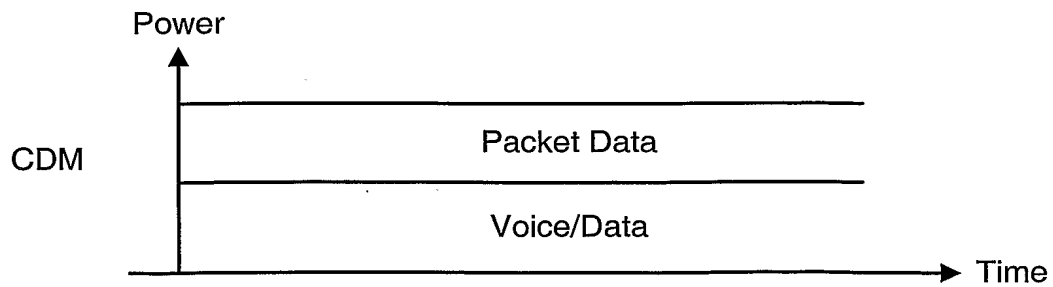 Power
Packet Data
CDM
Voice/Data
Time